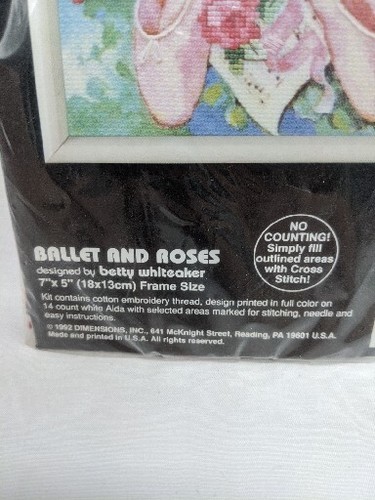 BALLET AND ROSES
designed by betty whiteaker
7"x 5" (18x13cm) Frame Size
Kit contains cotton embroidery thread, design printed in full color on
14 count white Aida with selected areas marked for stitching, needle and
easy instructions.
© 1992 DIMENSIONS, INC., 641 McKnight Street, Reading, PA 19601 U.S.A.
Made and printed in U.S.A. All rights reserved.
NO
COUNTING!
Simply fill
outlined areas
with Cross
Stitch!